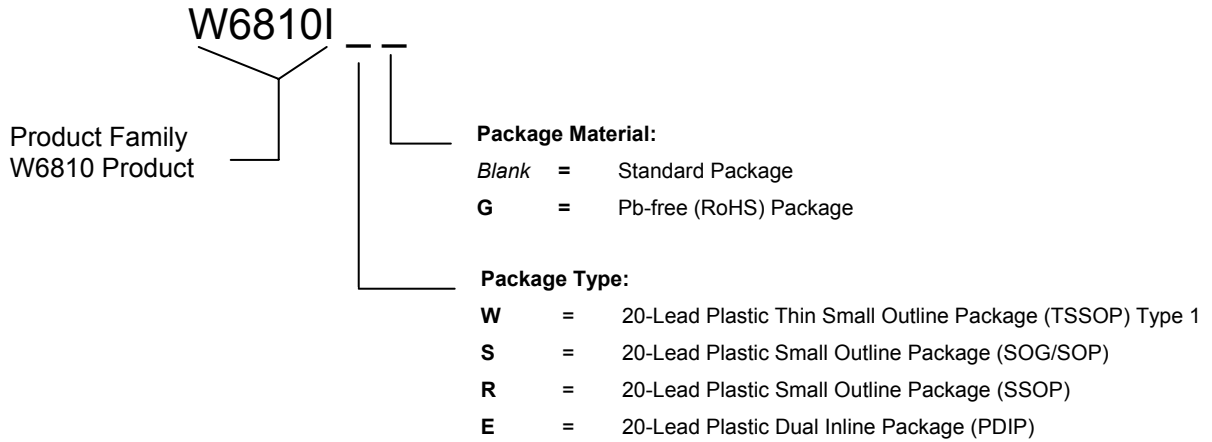 W6810I _ _
Product Family
W6810 Product
Package Material:
Blank = Standard Package
G = Pb-free (RoHS) Package
Package Type:
W = 20-Lead Plastic Thin Small Outline Package (TSSOP) Type 1
S = 20-Lead Plastic Small Outline Package (SOG/SOP)
R = 20-Lead Plastic Small Outline Package (SSOP)
E = 20-Lead Plastic Dual Inline Package (PDIP)